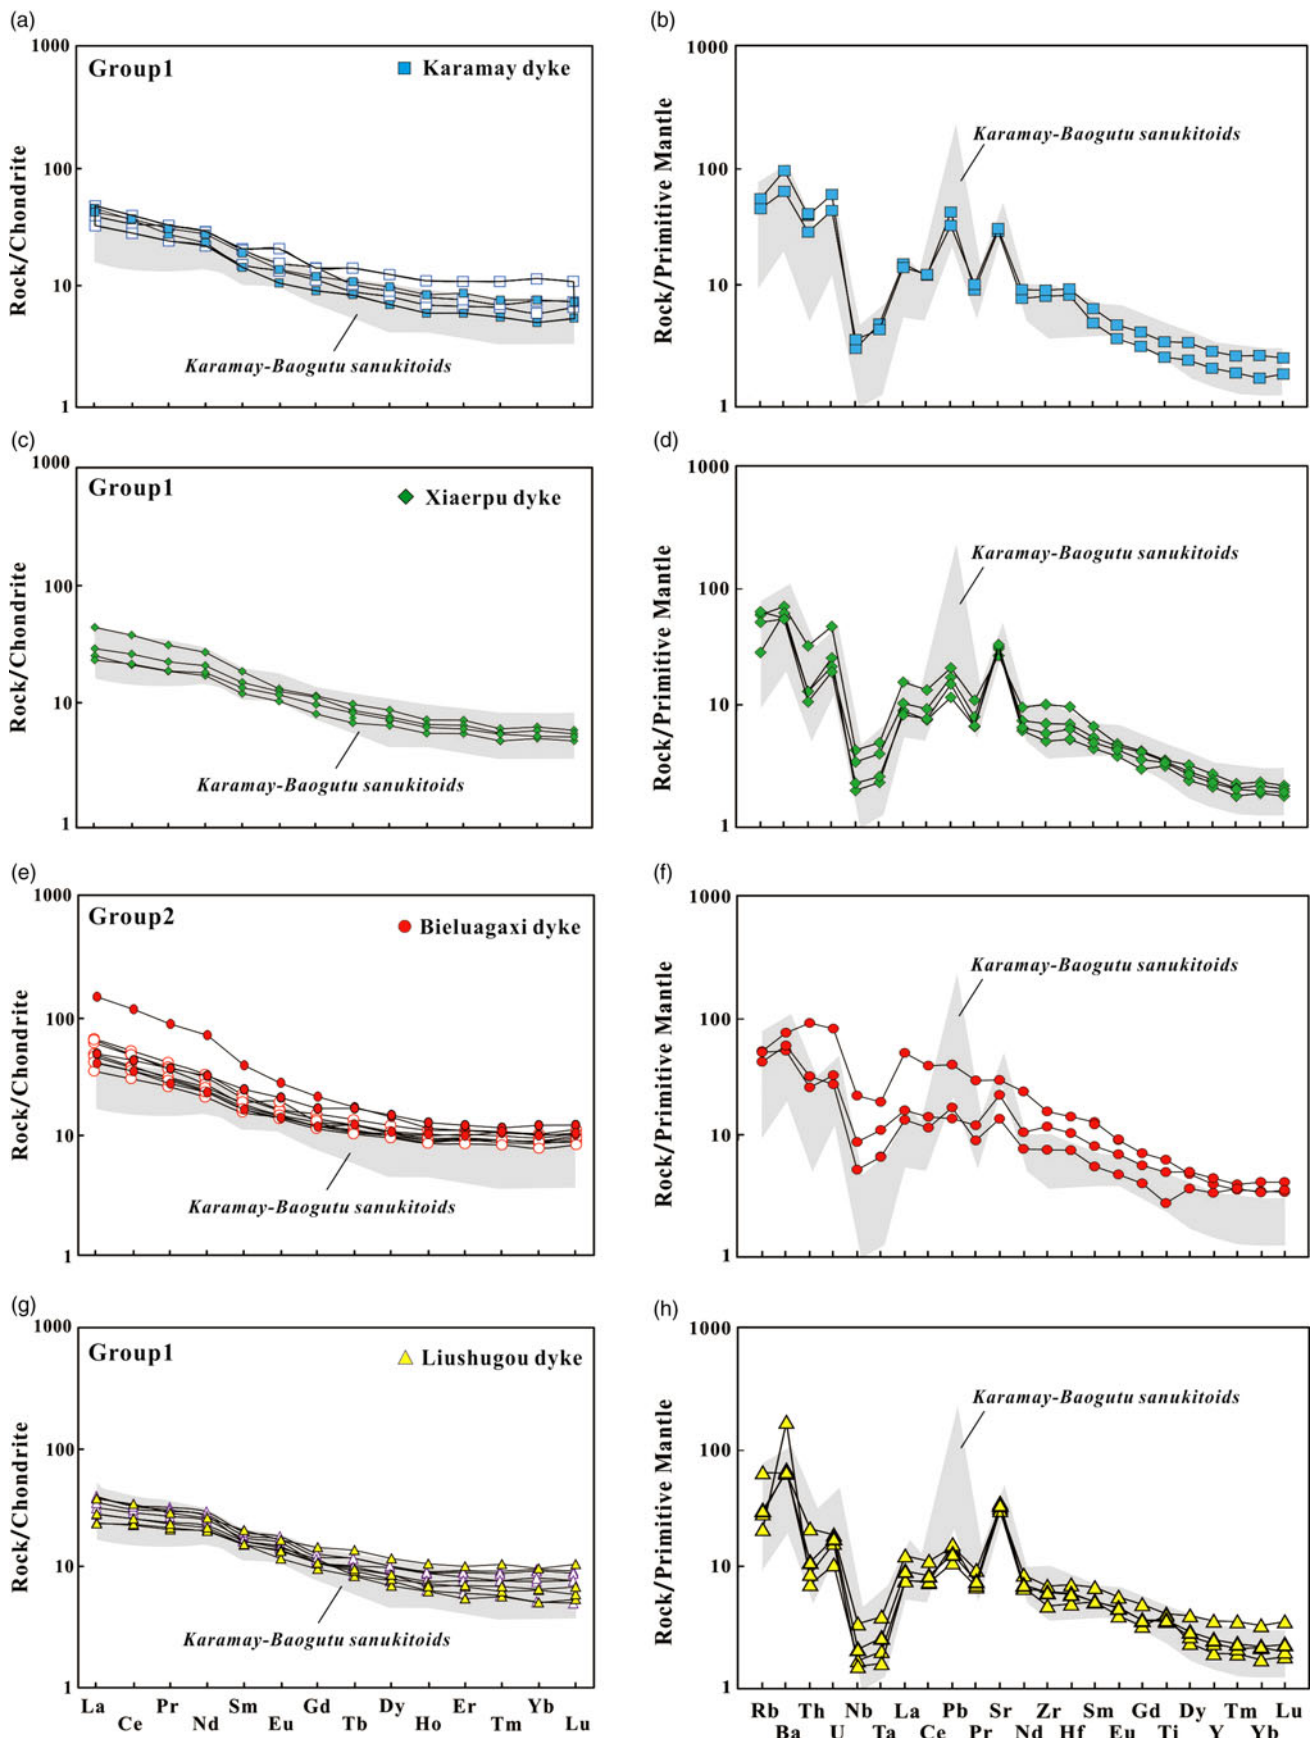 (a)
Group1
Karamay dyke
Karamay-Baogutu sanukitoids
Rock/Chondrite
1000
100
10
1
(b)
Karamay-Baogutu sanukitoids
Rock/Primitive Mantle
1000
100
10
1
(c)
Group1
Xiaerpu dyke
Karamay-Baogutu sanukitoids
Rock/Chondrite
1000
100
10
1
(d)
Karamay-Baogutu sanukitoids
Rock/Primitive Mantle
1000
100
10
1
(e)
Group2
Bieluagaxi dyke
Karamay-Baogutu sanukitoids
Rock/Chondrite
1000
100
10
1
(f)
Karamay-Baogutu sanukitoids
Rock/Primitive Mantle
1000
100
10
1
(g)
Group1
Liushugou dyke
Karamay-Baogutu sanukitoids
Rock/Chondrite
1000
100
10
1
La Pr Sm Gd Dy Er Yb
Ce Nd Eu Tb Ho Tm Lu
(h)
Karamay-Baogutu sanukitoids
Rock/Primitive Mantle
1000
100
10
1
Rb Th Nb La Pb Sr Zr Sm Gd Dy Tm Lu
Ba U Ta Ce Pr Nd Hf Eu Ti Y Yb